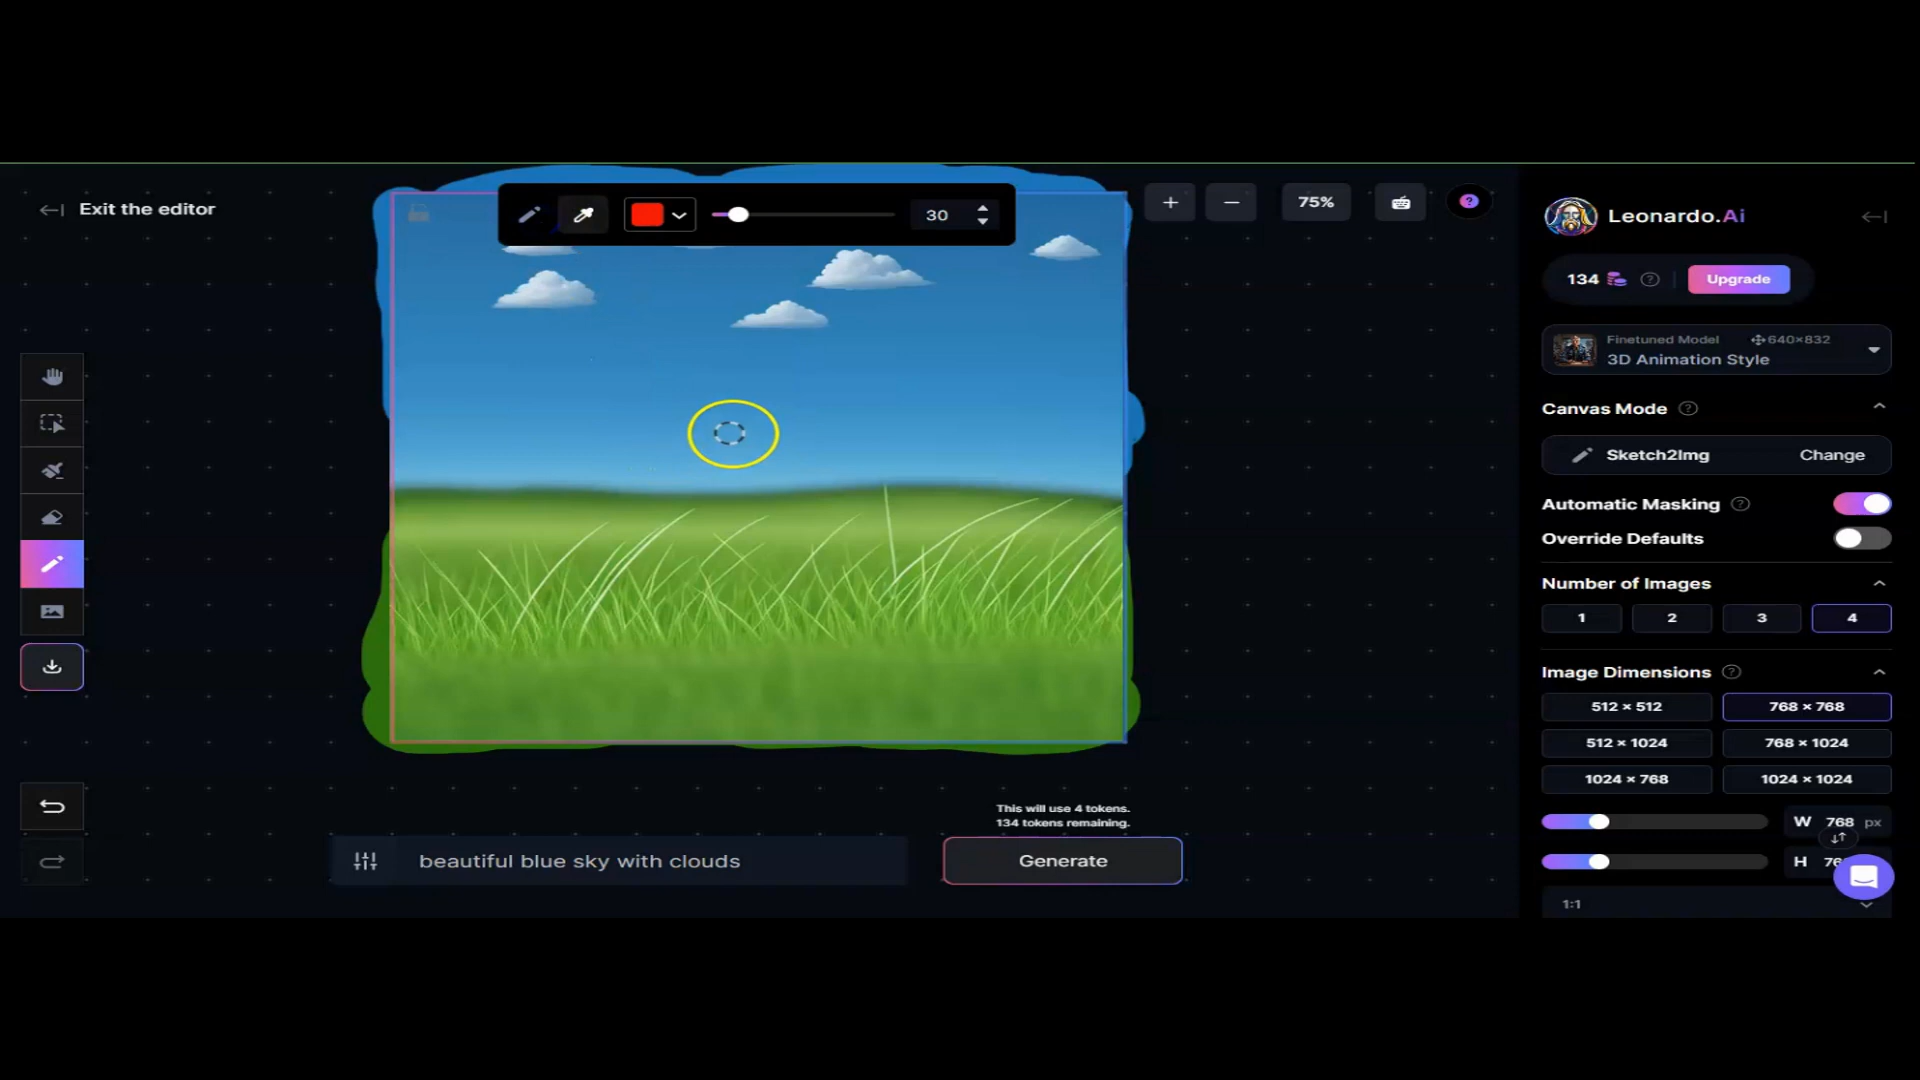 Exit the editor
30
75%
?
Leonardo.Ai
134
?
Upgrade
Finetuned Model
640×832
3D Animation Style
Canvas Mode
?
Sketch2Img
Change
Automatic Masking
?
Override Defaults
Number of Images
1
2
3
4
Image Dimensions
?
512 × 512
768 × 768
512 × 1024
768 × 1024
1024 × 768
1024 × 1024
W 768 px
H
1:1
This will use 4 tokens.
134 tokens remaining.
beautiful blue sky with clouds
Generate